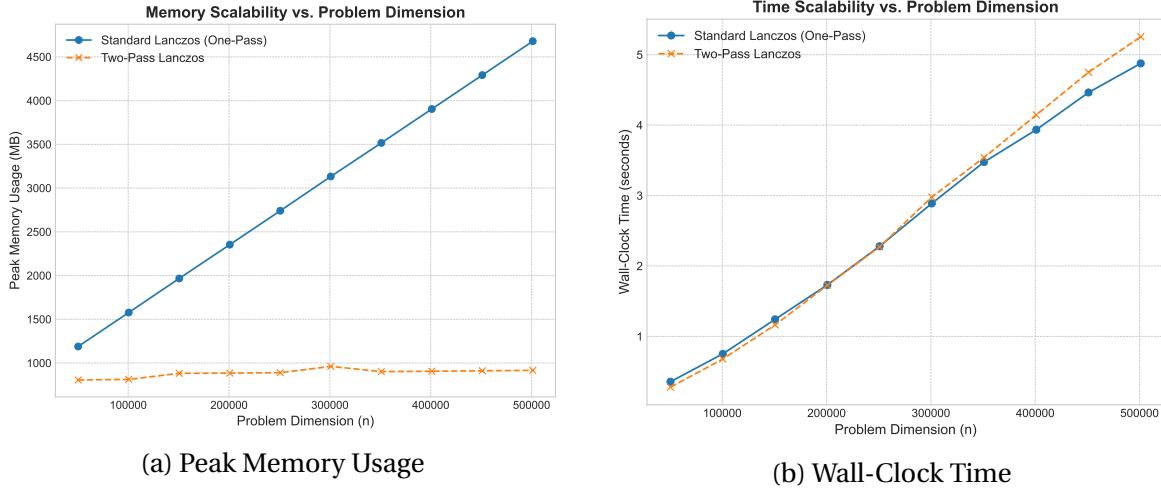 Memory Scalability vs. Problem Dimension
Standard Lanczos (One-Pass)
Two-Pass Lanczos
4500
4000
3500
3000
2500
2000
1500
1000
Peak Memory Usage (MB)
100000 200000 300000 400000 500000
Problem Dimension (n)
(a) Peak Memory Usage
Time Scalability vs. Problem Dimension
Standard Lanczos (One-Pass)
Two-Pass Lanczos
5
4
3
2
1
Wall-Clock Time (seconds)
100000 200000 300000 400000 500000
Problem Dimension (n)
(b) Wall-Clock Time